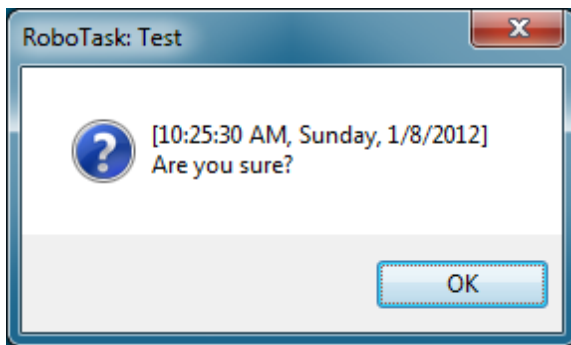 RoboTask: Test
[10:25:30 AM, Sunday, 1/8/2012]
Are you sure?
OK